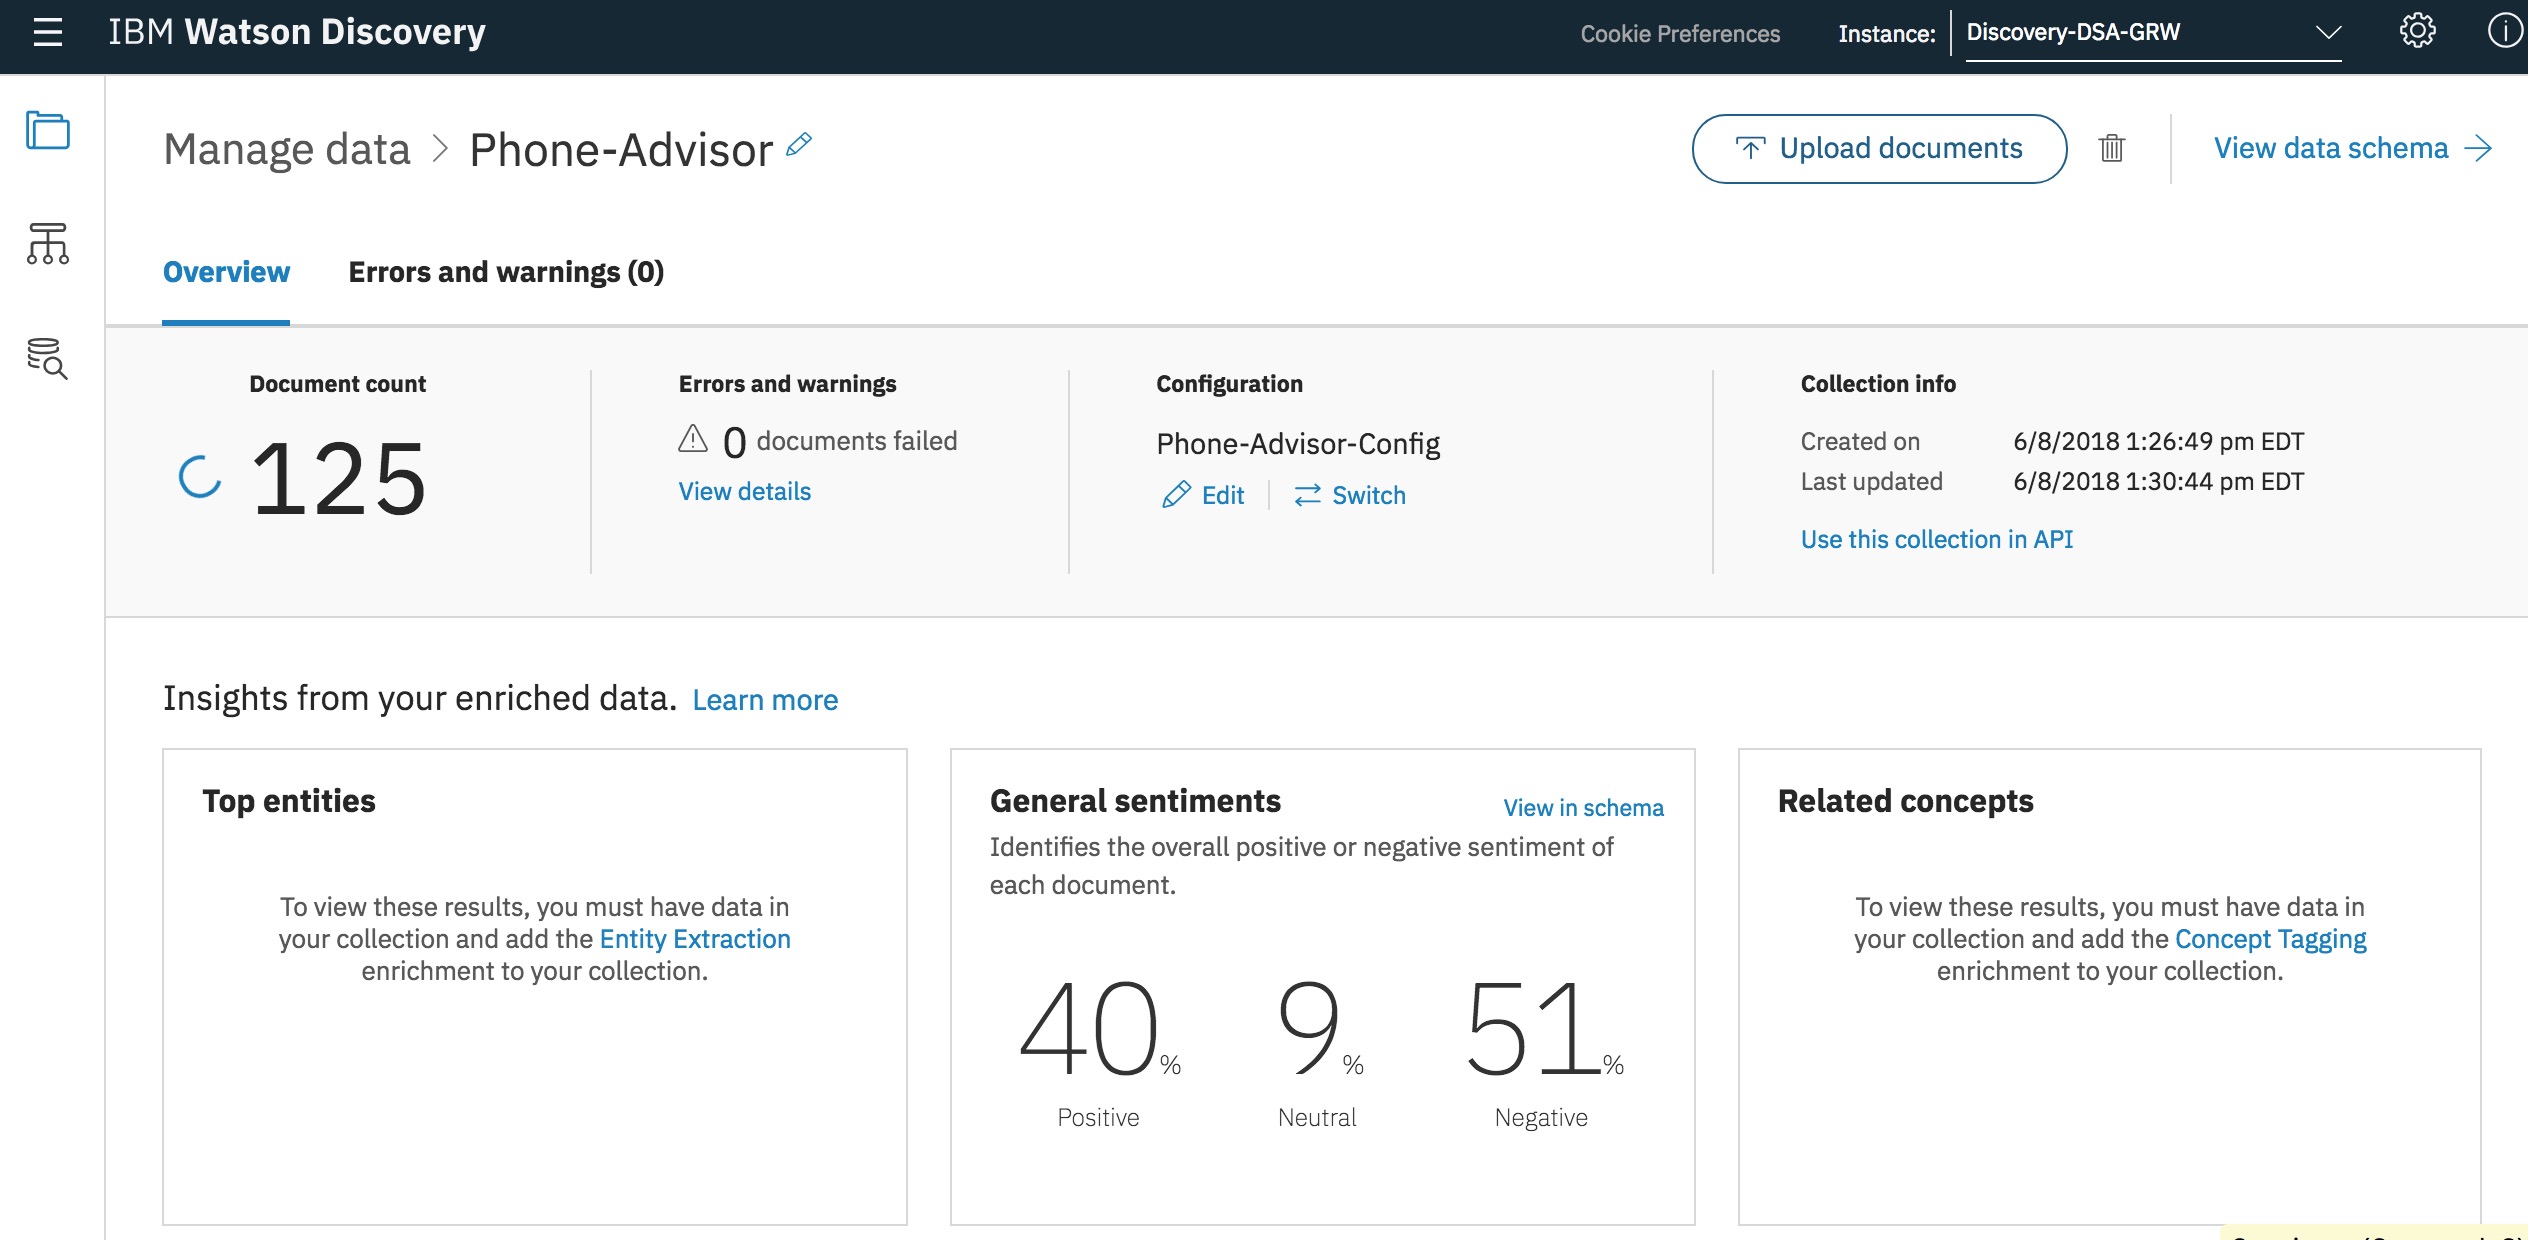 IBM Watson Discovery
Cookie Preferences
Instance:
Discovery-DSA-GRW
Manage data > Phone-Advisor
Upload documents
View data schema
Overview
Errors and warnings (0)
Document count
125
Errors and warnings
0 documents failed
View details
Configuration
Phone-Advisor-Config
Edit
Switch
Collection info
Created on 6/8/2018 1:26:49 pm EDT
Last updated 6/8/2018 1:30:44 pm EDT
Use this collection in API
Insights from your enriched data. Learn more
Top entities
To view these results, you must have data in
your collection and add the Entity Extraction
enrichment to your collection.
General sentiments
View in schema
Identifies the overall positive or negative sentiment of
each document.
40% 9% 51%
Positive Neutral Negative
Related concepts
To view these results, you must have data in
your collection and add the Concept Tagging
enrichment to your collection.